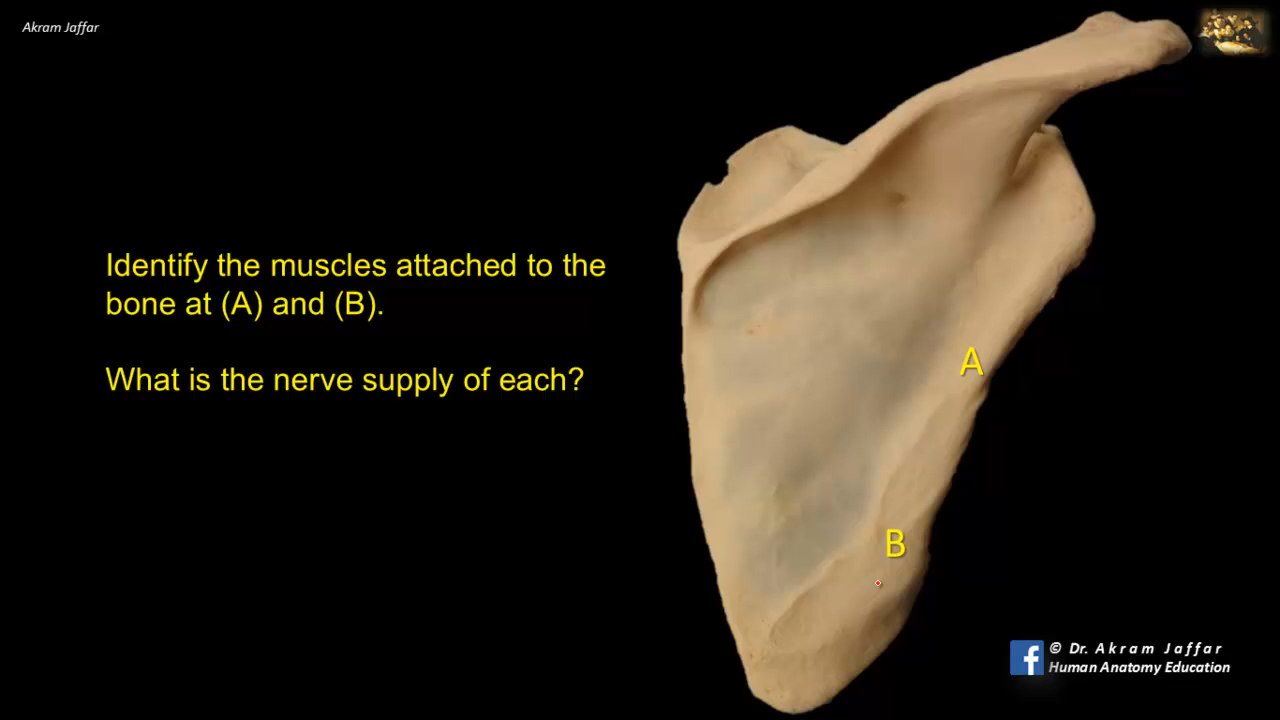 Akram Jaffar
Identify the muscles attached to the
bone at (A) and (B).
What is the nerve supply of each?
A
B
f © Dr. Akram Jaffar
Human Anatomy Education